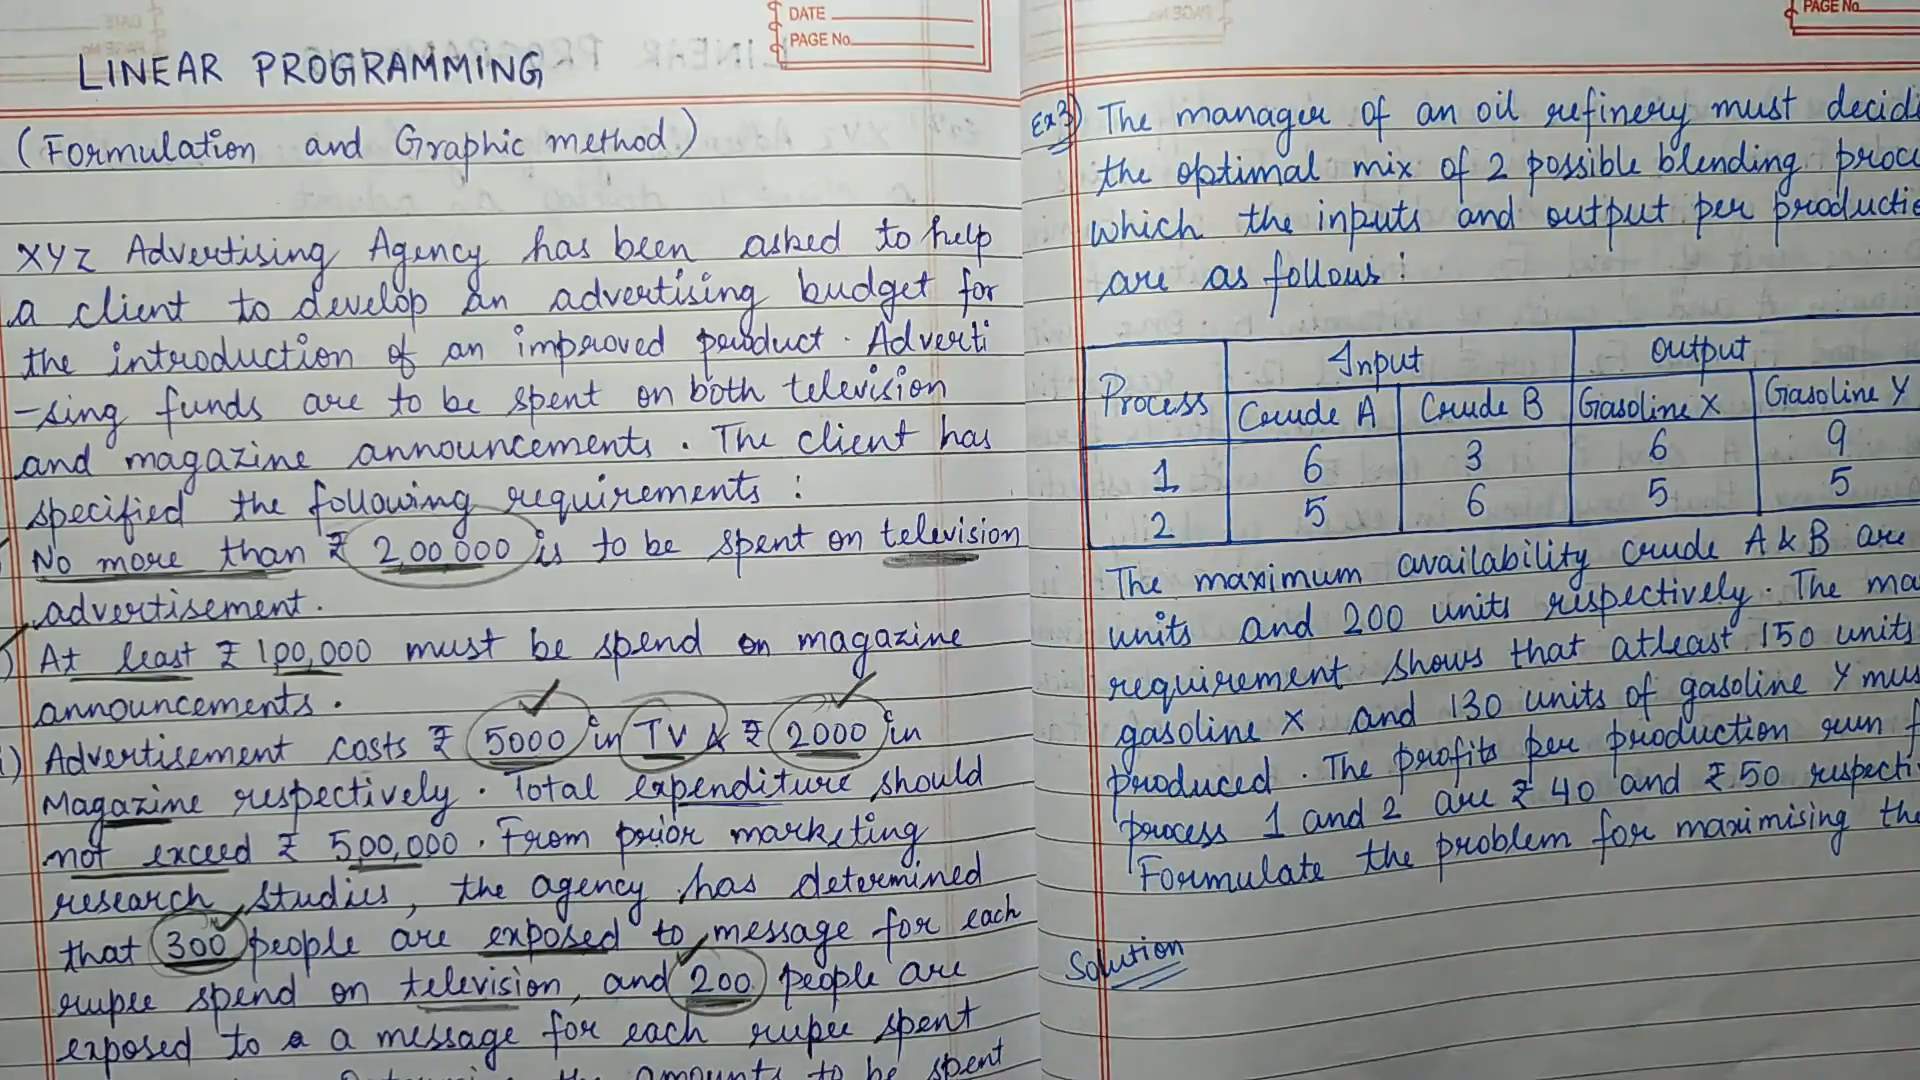 DATE
PAGE No.
LINEAR PROGRAMMING
(Formulation and Graphic method)
XYZ Advertising Agency has been asked to help
a client to develop an advertising budget for
the introduction of an improved product. Adverti
-sing funds are to be spent on both television
and magazine announcements. The client has
specified the following requirements :
No more than ₹ 2,00,000 is to be spent on television
advertisement.
) At least ₹ 100,000 must be spend on magazine
announcements.
i) Advertisement costs ₹ 5000 in TV & ₹ 2000 in
Magazine respectively. Total expenditure should
not exceed ₹ 500,000. From prior marketing
research studies, the agency has determined
that 300 people are exposed to message for each
rupee spend on television, and 200 people are
exposed to a a message for each rupee spent
the amounts to be spent
PAGE No.
Ex3) The manager of an oil refinery must decide
the optimal mix of 2 possible blending proce
which the inputs and output per productio
are as follows :
Process Input Output
Crude A Crude B Gasoline X Gasoline Y
1 6 3 6 9
2 5 6 5 5
The maximum availability crude A & B are
units and 200 units respectively. The ma
requirement shows that atleast 150 units
gasoline X and 130 units of gasoline Y mus
produced. The profits per production run f
process 1 and 2 are ₹ 40 and ₹ 50 respecti
Formulate the problem for maximising the
Solution